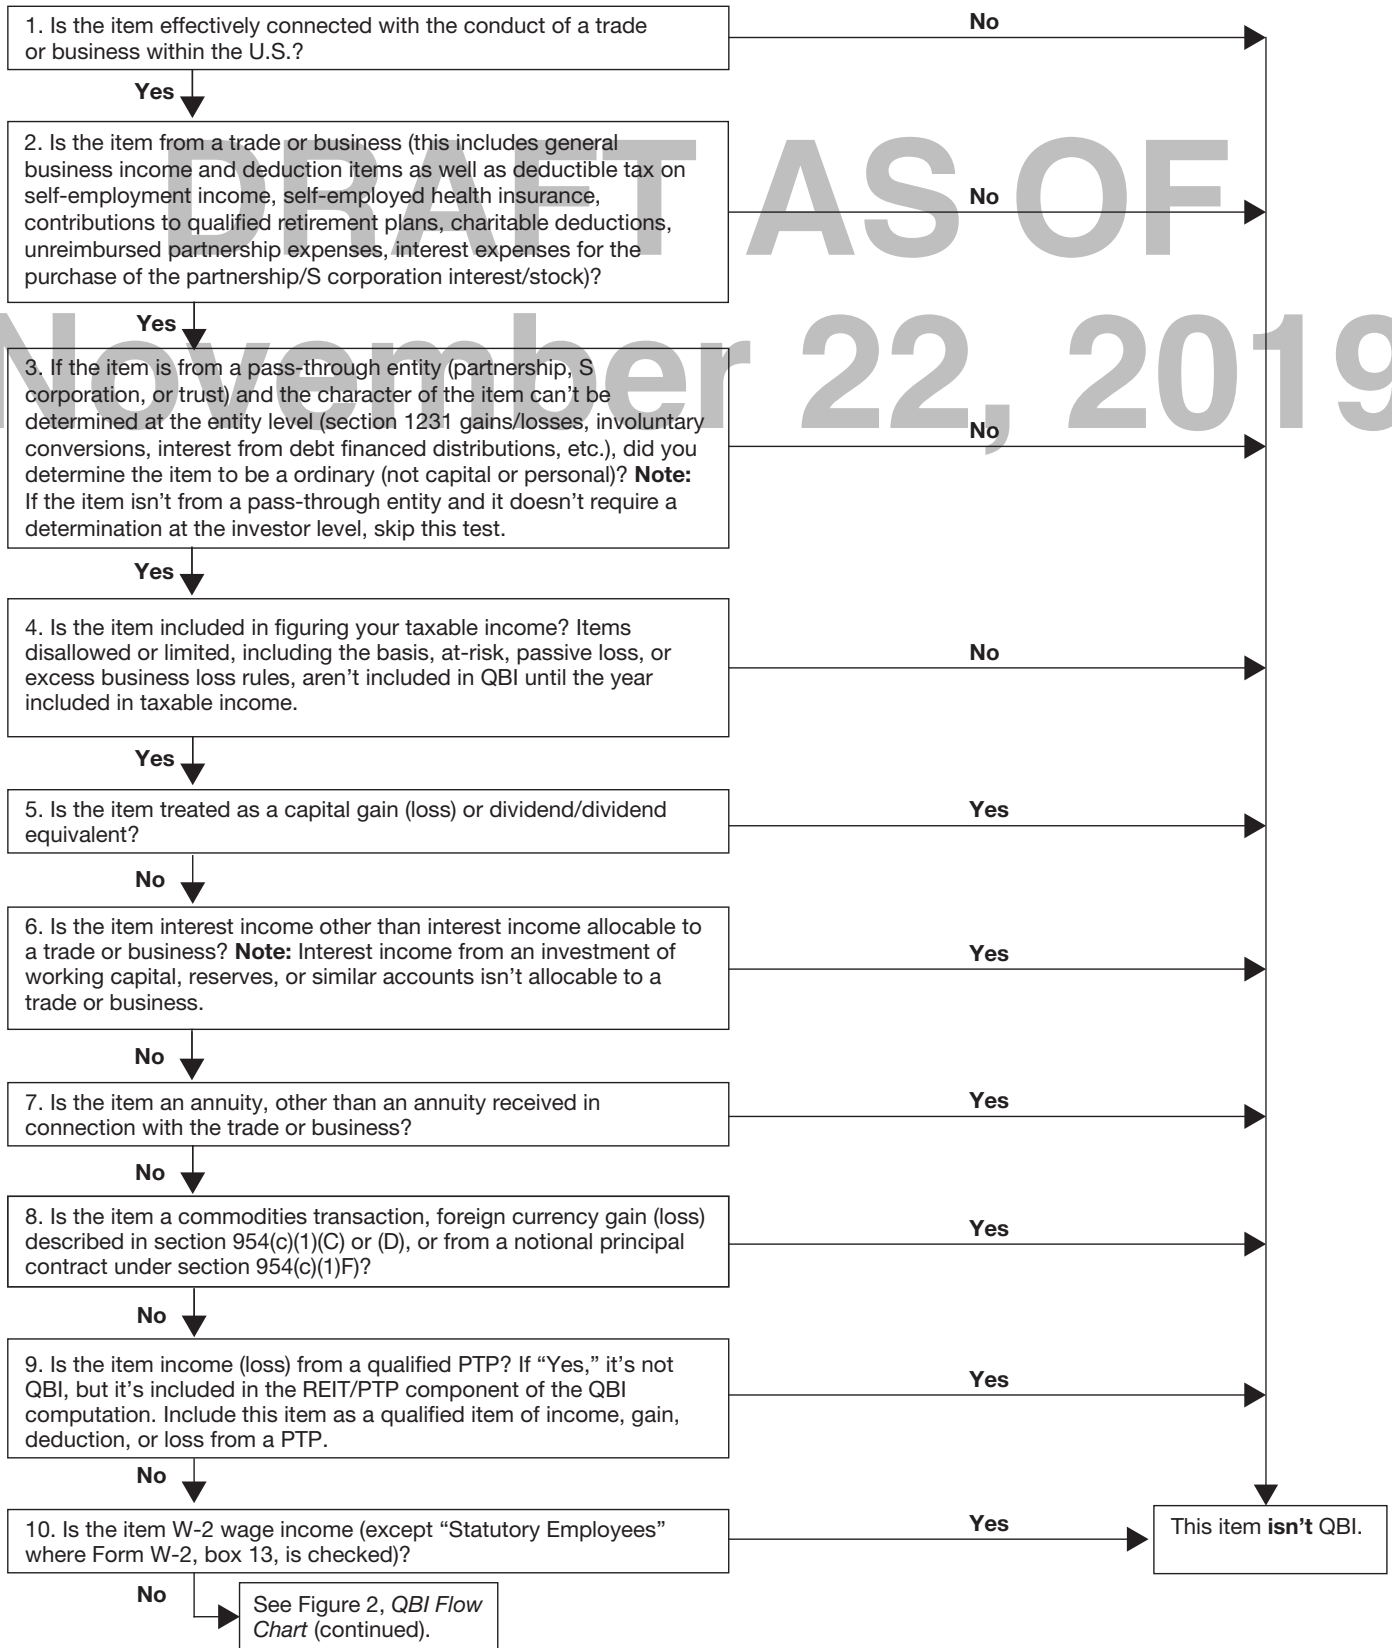 1. Is the item effectively connected with the conduct of a trade
or business within the U.S.?
No
Yes
DRAFT AS OF
2. Is the item from a trade or business (this includes general
business income and deduction items as well as deductible tax on
self-employment income, self-employed health insurance,
contributions to qualified retirement plans, charitable deductions,
unreimbursed partnership expenses, interest expenses for the
purchase of the partnership/S corporation interest/stock)?
No
Yes
November 22, 2019
3. If the item is from a pass-through entity (partnership, S
corporation, or trust) and the character of the item can't be
determined at the entity level (section 1231 gains/losses, involuntary
conversions, interest from debt financed distributions, etc.), did you
determine the item to be a ordinary (not capital or personal)? Note:
If the item isn't from a pass-through entity and it doesn't require a
determination at the investor level, skip this test.
No
Yes
4. Is the item included in figuring your taxable income? Items
disallowed or limited, including the basis, at-risk, passive loss, or
excess business loss rules, aren't included in QBI until the year
included in taxable income.
No
Yes
5. Is the item treated as a capital gain (loss) or dividend/dividend
equivalent?
Yes
No
6. Is the item interest income other than interest income allocable to
a trade or business? Note: Interest income from an investment of
working capital, reserves, or similar accounts isn't allocable to a
trade or business.
Yes
No
7. Is the item an annuity, other than an annuity received in
connection with the trade or business?
Yes
No
8. Is the item a commodities transaction, foreign currency gain (loss)
described in section 954(c)(1)(C) or (D), or from a notional principal
contract under section 954(c)(1)F)?
Yes
No
9. Is the item income (loss) from a qualified PTP? If "Yes," it's not
QBI, but it's included in the REIT/PTP component of the QBI
computation. Include this item as a qualified item of income, gain,
deduction, or loss from a PTP.
Yes
No
10. Is the item W-2 wage income (except "Statutory Employees"
where Form W-2, box 13, is checked)?
Yes
This item isn't QBI.
No
See Figure 2, QBI Flow
Chart (continued).